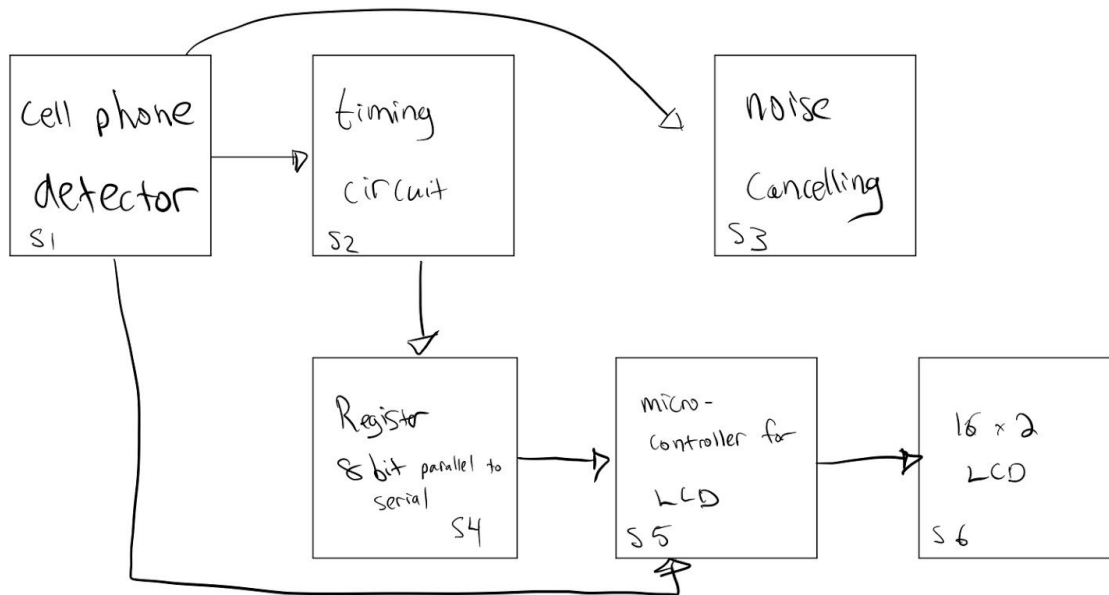 Cell phone
detector
S1
timing
circuit
S2
noise
Cancelling
S3
Register
8 bit parallel to
serial
S4
micro-
controller for
LCD
S5
16 x 2
LCD
S6